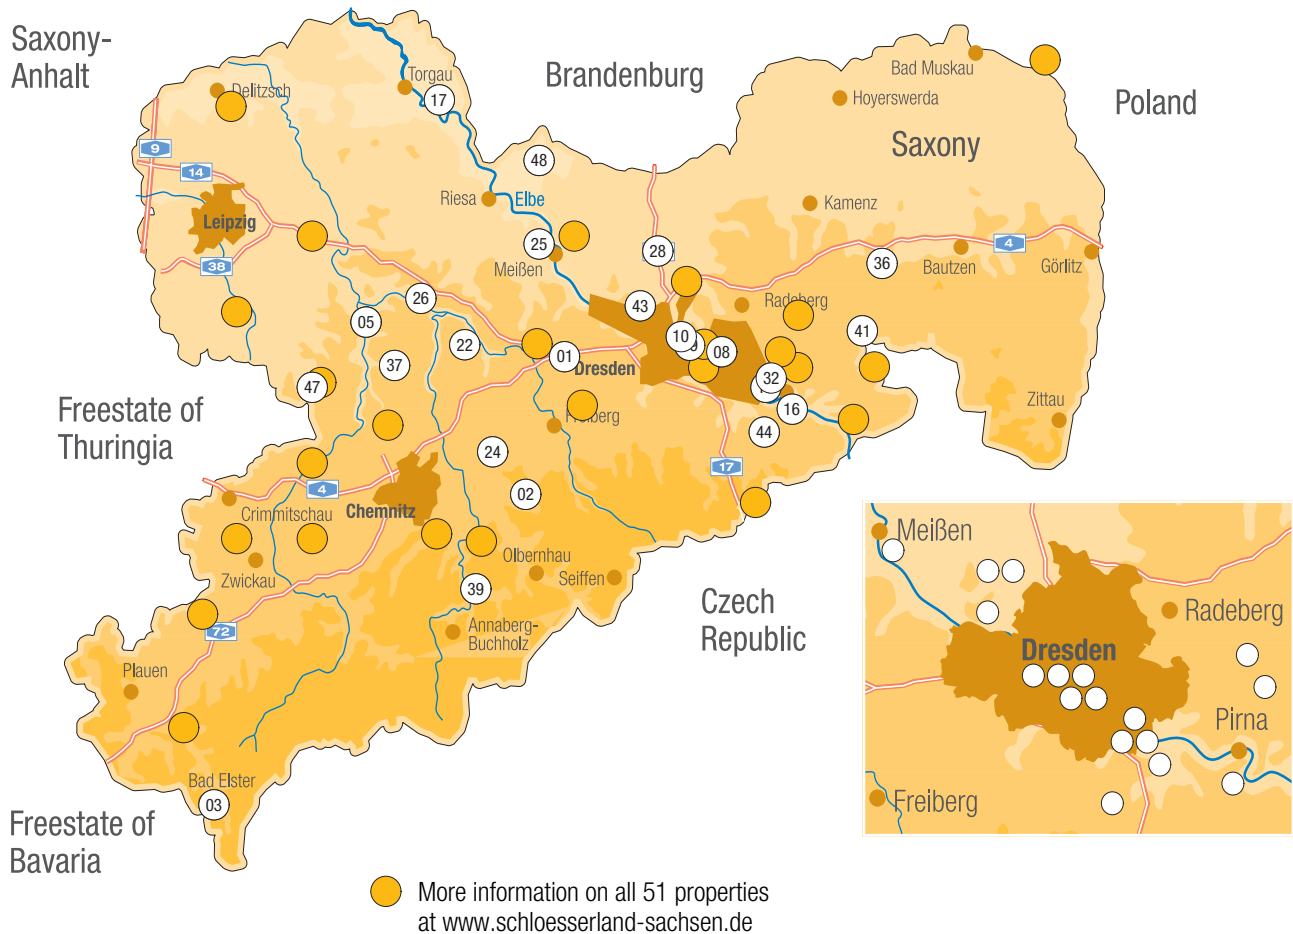 Saxony-
Anhalt
Brandenburg
Poland
Torgau
17
Delitzsch
Bad Muskau
Hoyerswerda
Saxony
9
14
48
Riesa
Elbe
Kamenz
Leipzig
25
Meißen
28
36
4
Bautzen
Görlitz
38
26
43
Radeberg
05
22
10
08
41
37
01
Dresden
32
47
16
Freestate of
Thuringia
Freiberg
44
Zittau
24
17
4
02
Crimmitschau
Chemnitz
Olbernhau
Seiffen
Zwickau
39
Czech
Republic
72
Annaberg-
Buchholz
Plauen
Bad Elster
03
Freestate of
Bavaria
Meißen
Radeberg
Dresden
Pirna
Freiberg
More information on all 51 properties
at www.schloesserland-sachsen.de